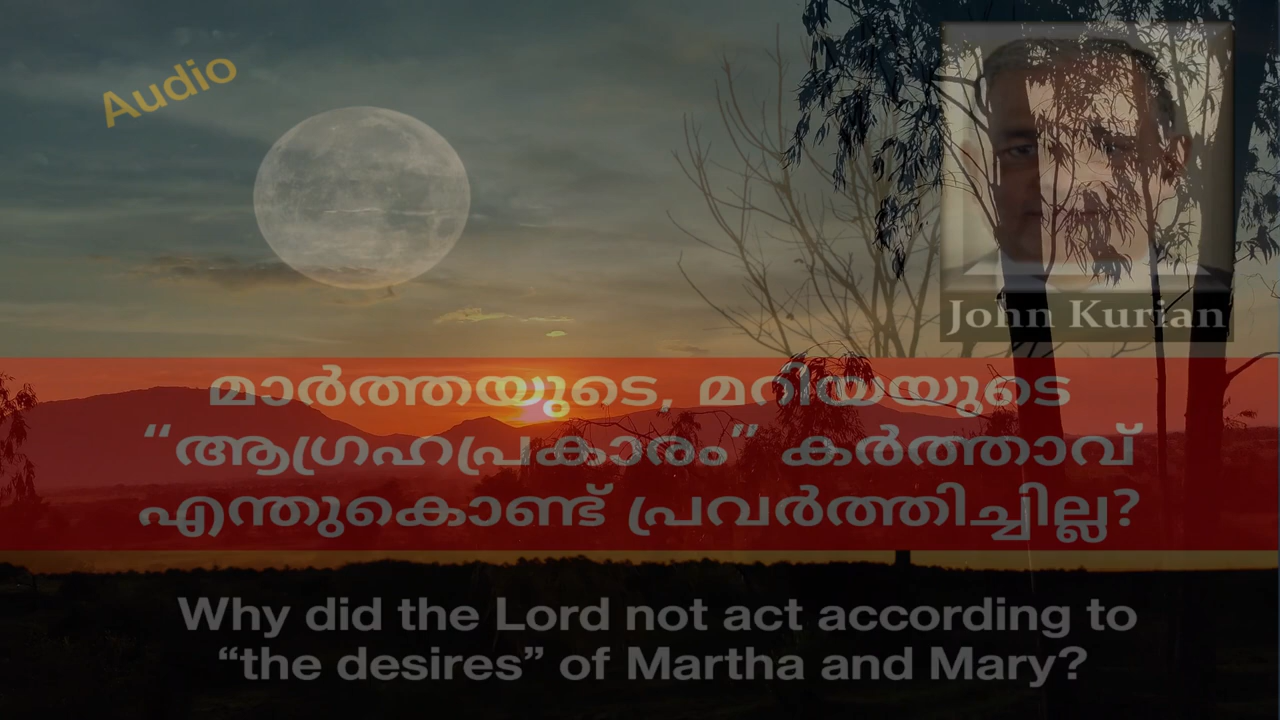 Audio
John Kurian
മാർത്തയുടെ, മറിയയുടെ
“ആഗ്രഹപ്രകാരം” കർത്താവ്
എന്തുകൊണ്ട് പ്രവർത്തിച്ചില്ല?
Why did the Lord not act according to
“the desires” of Martha and Mary?